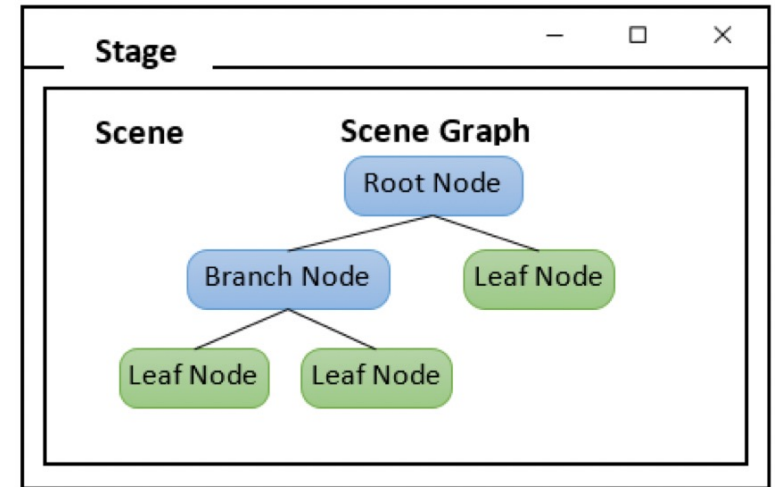 Stage
Scene
Scene Graph
Root Node
Branch Node
Leaf Node
Leaf Node
Leaf Node